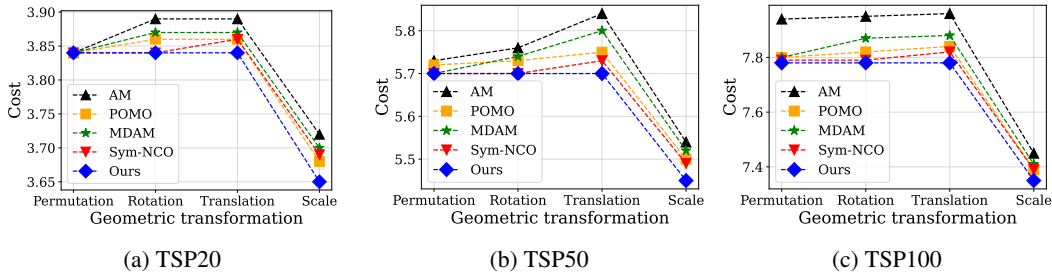 3.90
3.85
3.80
3.75
3.70
3.65
Cost
AM
POMO
MDAM
Sym-NCO
Ours
Permutation Rotation Translation Scale
Geometric transformation
(a) TSP20
5.8
5.7
5.6
5.5
Cost
AM
POMO
MDAM
Sym-NCO
Ours
Permutation Rotation Translation Scale
Geometric transformation
(b) TSP50
7.8
7.6
7.4
Cost
AM
POMO
MDAM
Sym-NCO
Ours
Permutation Rotation Translation Scale
Geometric transformation
(c) TSP100